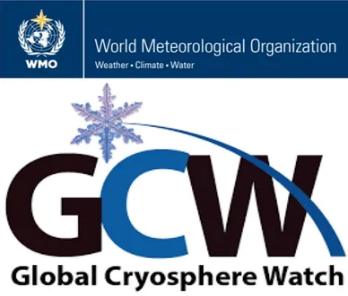 World Meteorological Organization
WMO
Weather • Climate • Water
GCW
Global Cryosphere Watch